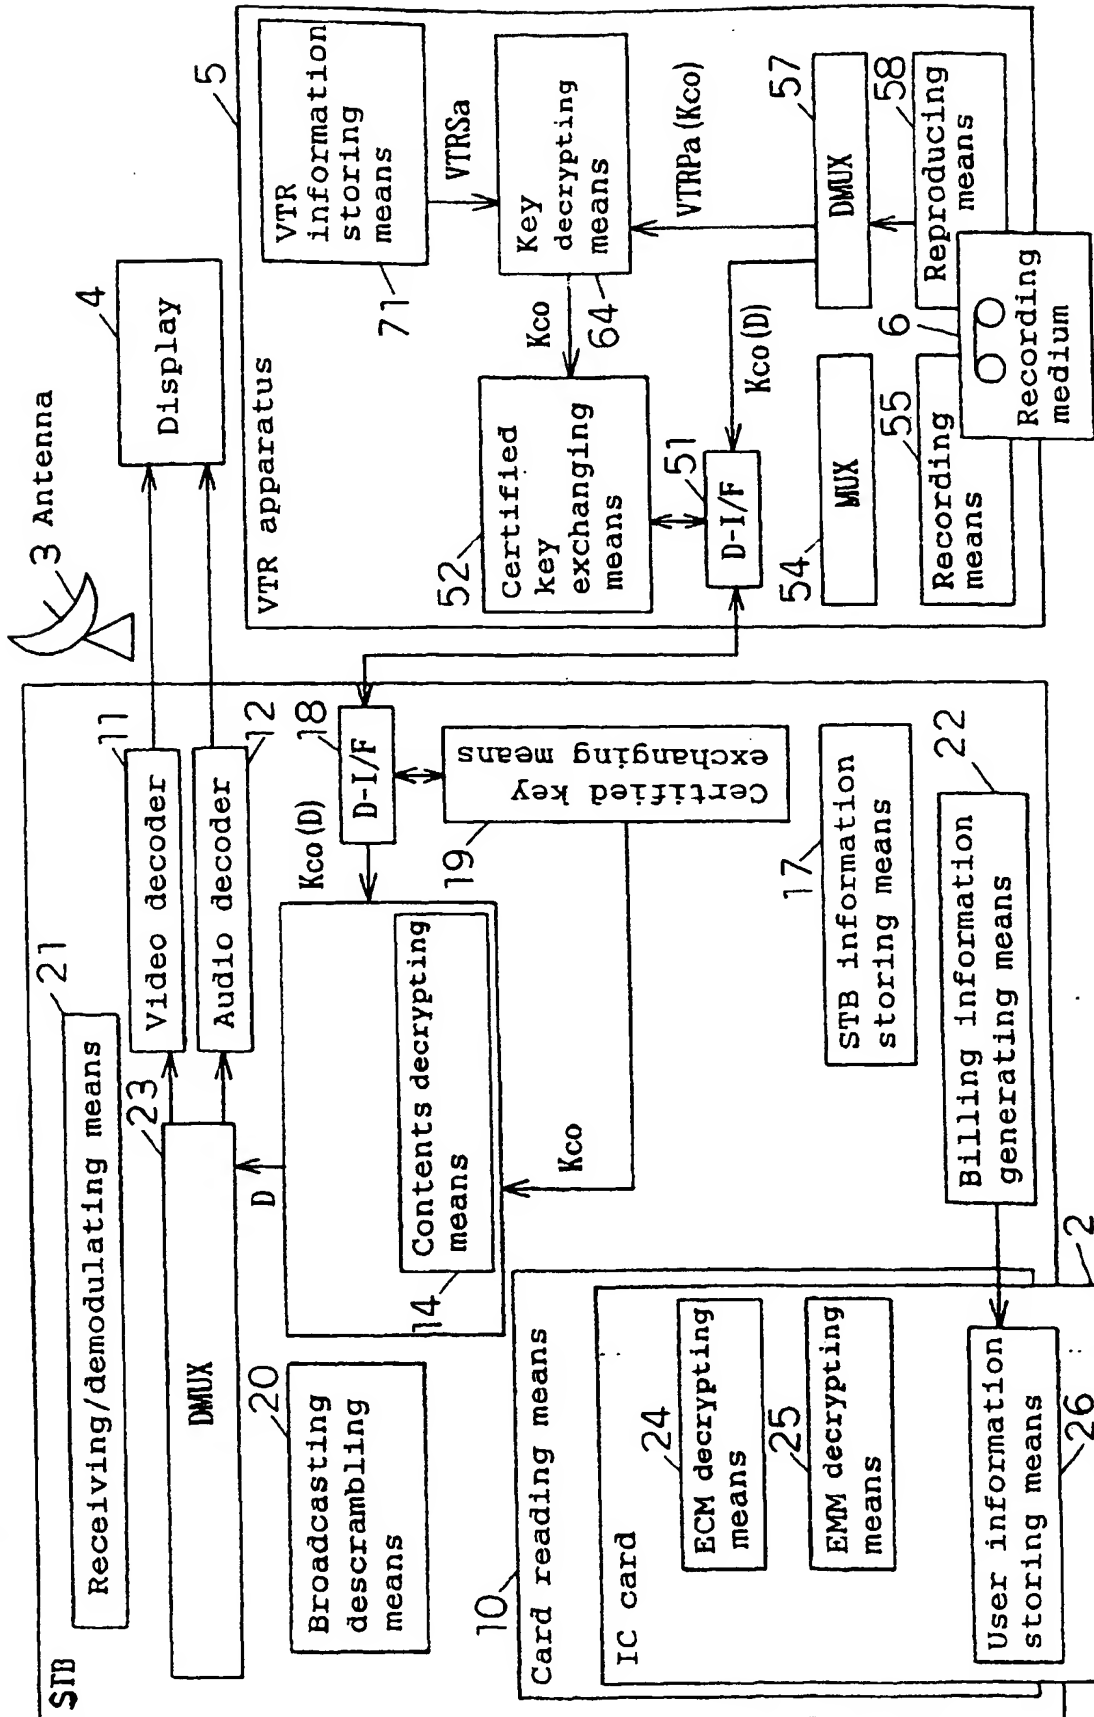 STB
Receiving/demodulating means
21
DMUX
23
Video decoder
11
Audio decoder
12
3 Antenna
4
Display
D
Kco(D)
18
D-I/F
Broadcasting
descrambling
means
20
Contents decrypting
means
14
19
Certified key
exchanging means
Kco
10
Card reading means
IC card
24
ECM decrypting
means
25
EMM decrypting
means
User information
storing means
26
2
17
STB information
storing means
Billing information
generating means
22
VTR apparatus
5
VTR
information
storing
means
71
VTRSa
52
Certified
key
exchanging
means
Kco
Key
decrypting
means
64
51
D-I/F
Kco(D)
VTRPa(Kco)
54
MUX
DMUX
57
Recording
means
55
6
Recording
medium
Reproducing
means
58